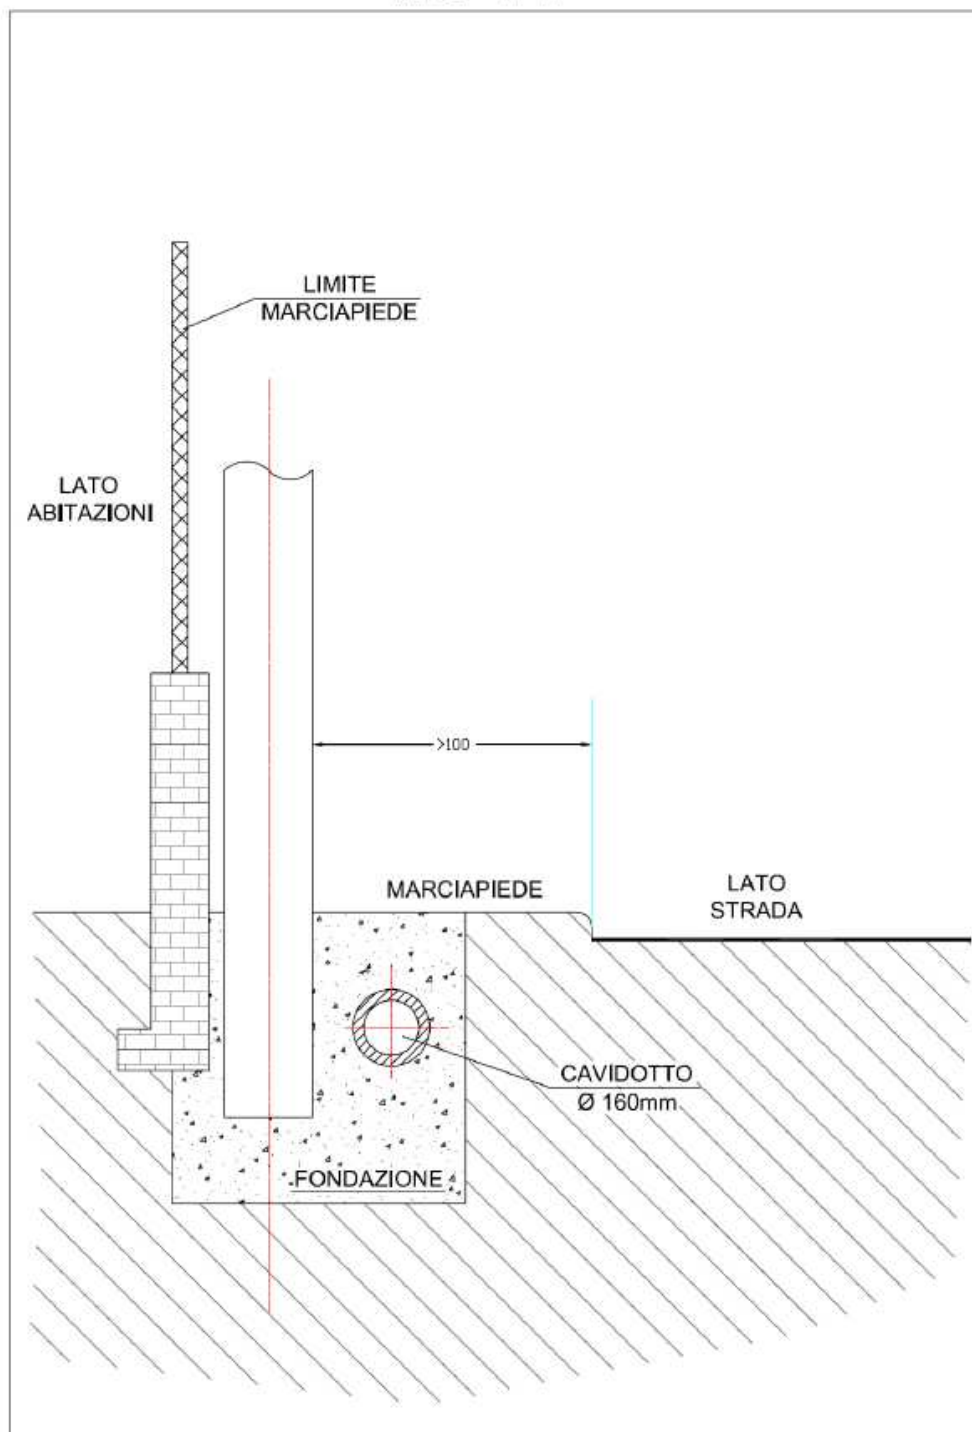 LIMITE
MARCIAPIEDE
LATO
ABITAZIONI
>100
MARCIAPIEDE
LATO
STRADA
CAVIDOTTO
Ø 160mm
FONDAZIONE